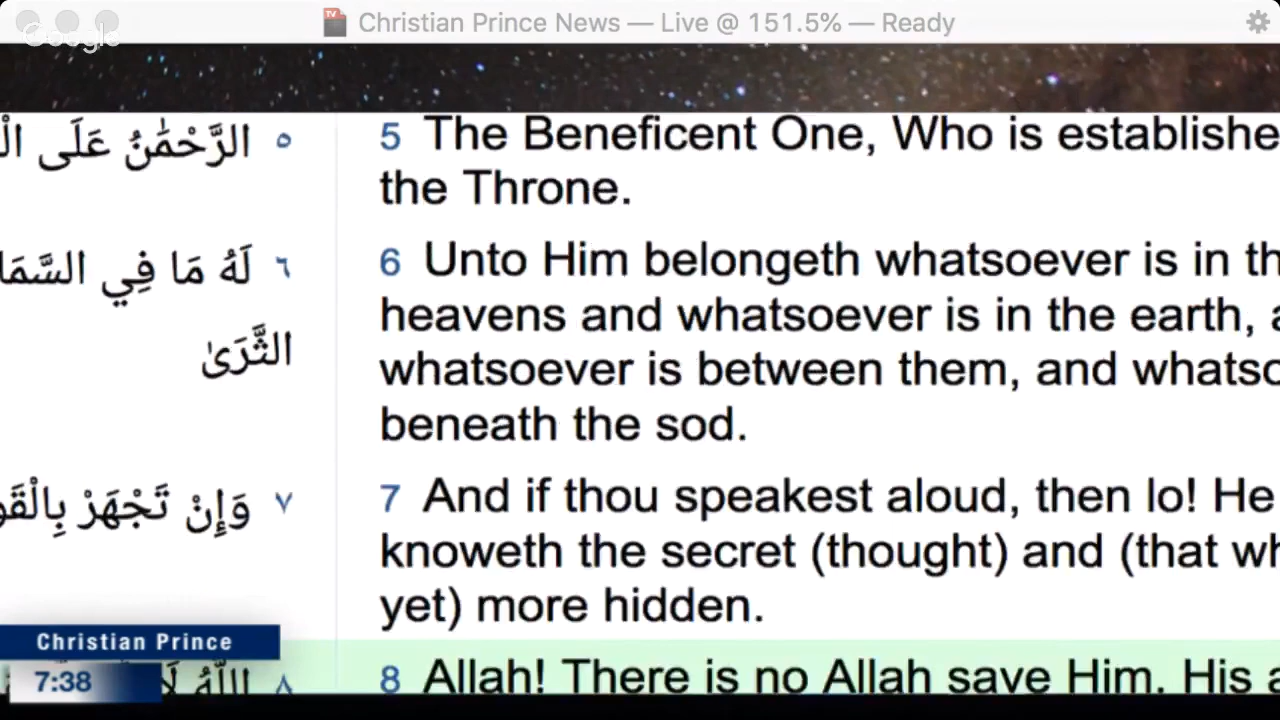 Christian Prince News — Live @ 151.5% — Ready
Google
الرَّحْمَٰنُ عَلَى ٥
5 The Beneficent One, Who is establishe
the Throne.
لَهُ مَا فِي السَّمَا ٦
6 Unto Him belongeth whatsoever is in th
heavens and whatsoever is in the earth, a
الثَّرَىٰ
whatsoever is between them, and whatso
beneath the sod.
وَإِنْ تَجْهَرْ بِالْقَو ٧
7 And if thou speakest aloud, then lo! He
knoweth the secret (thought) and (that wh
yet) more hidden.
Christian Prince
7:38
اللَّهُ لَا ٨
8 Allah! There is no Allah save Him. His a